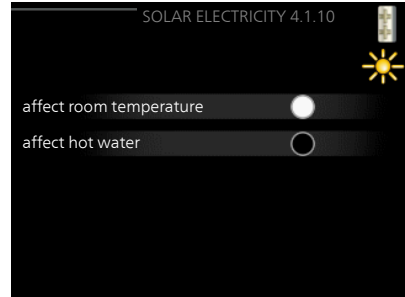 SOLAR ELECTRICITY 4.1.10
affect room temperature
affect hot water